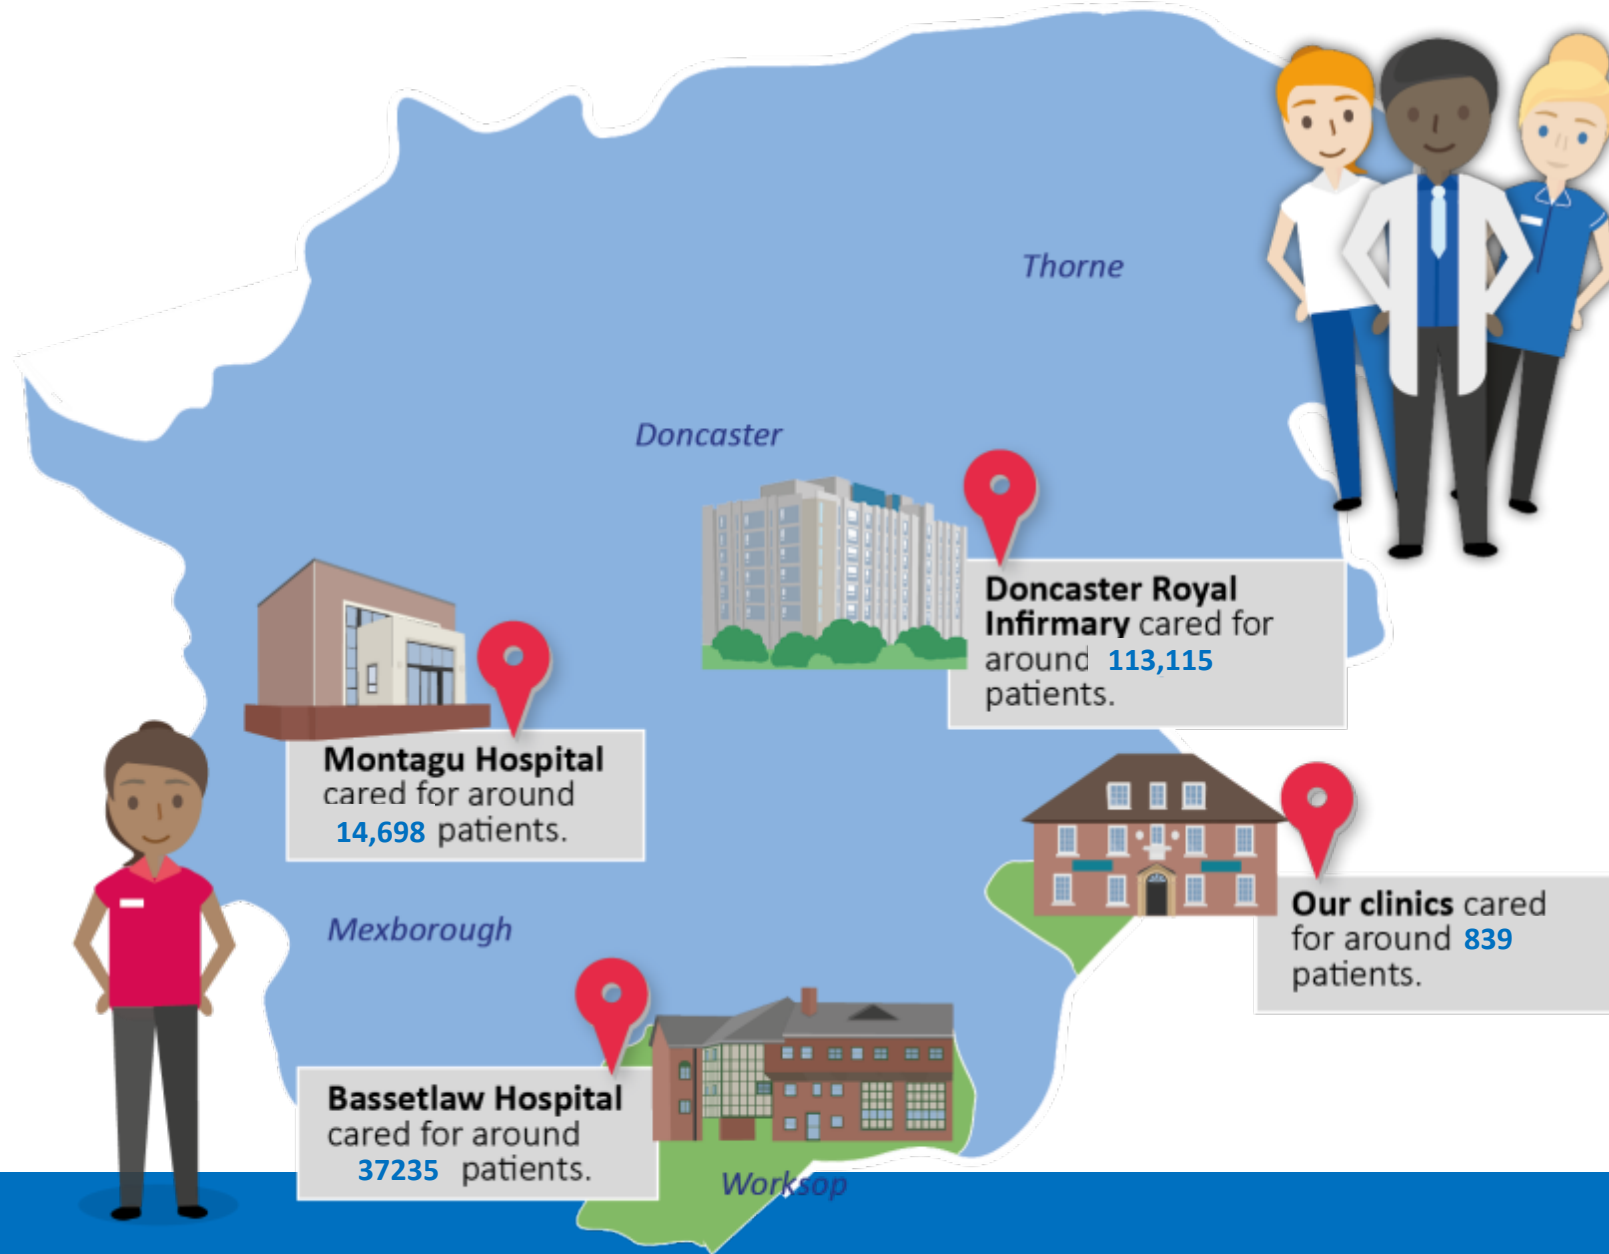 Thorne
Doncaster
Doncaster Royal
Infirmary cared for
around 113,115
patients.
Montagu Hospital
cared for around
14,698 patients.
Our clinics cared
for around 839
patients.
Mexborough
Bassetlaw Hospital
cared for around
37235 patients.
Worksop